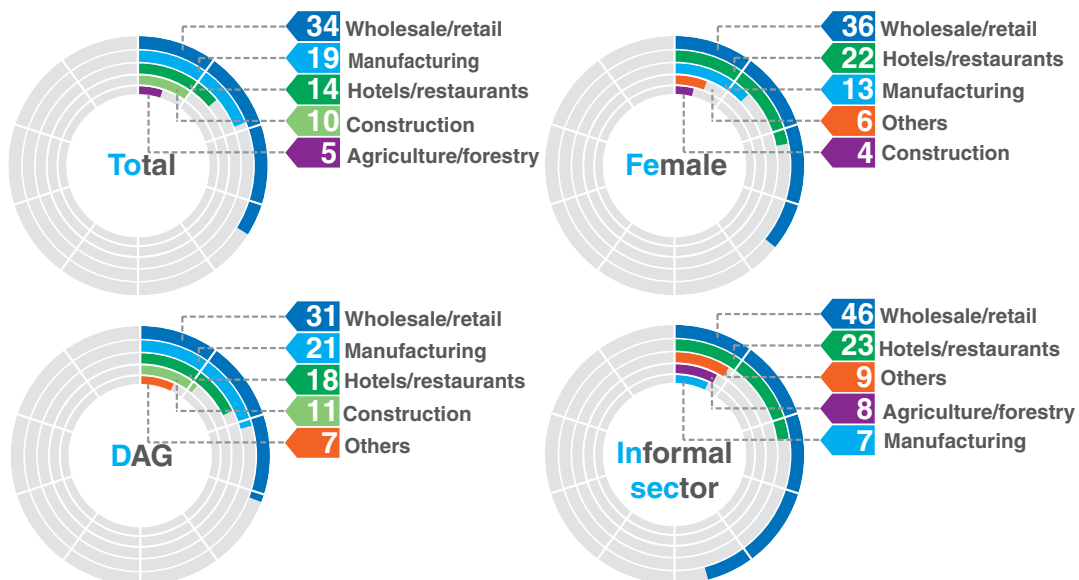 34 Wholesale/retail
19 Manufacturing
14 Hotels/restaurants
10 Construction
5 Agriculture/forestry
Total
36 Wholesale/retail
22 Hotels/restaurants
13 Manufacturing
6 Others
4 Construction
Female
31 Wholesale/retail
21 Manufacturing
18 Hotels/restaurants
11 Construction
7 Others
DAG
46 Wholesale/retail
23 Hotels/restaurants
9 Others
8 Agriculture/forestry
7 Manufacturing
Informal
sector